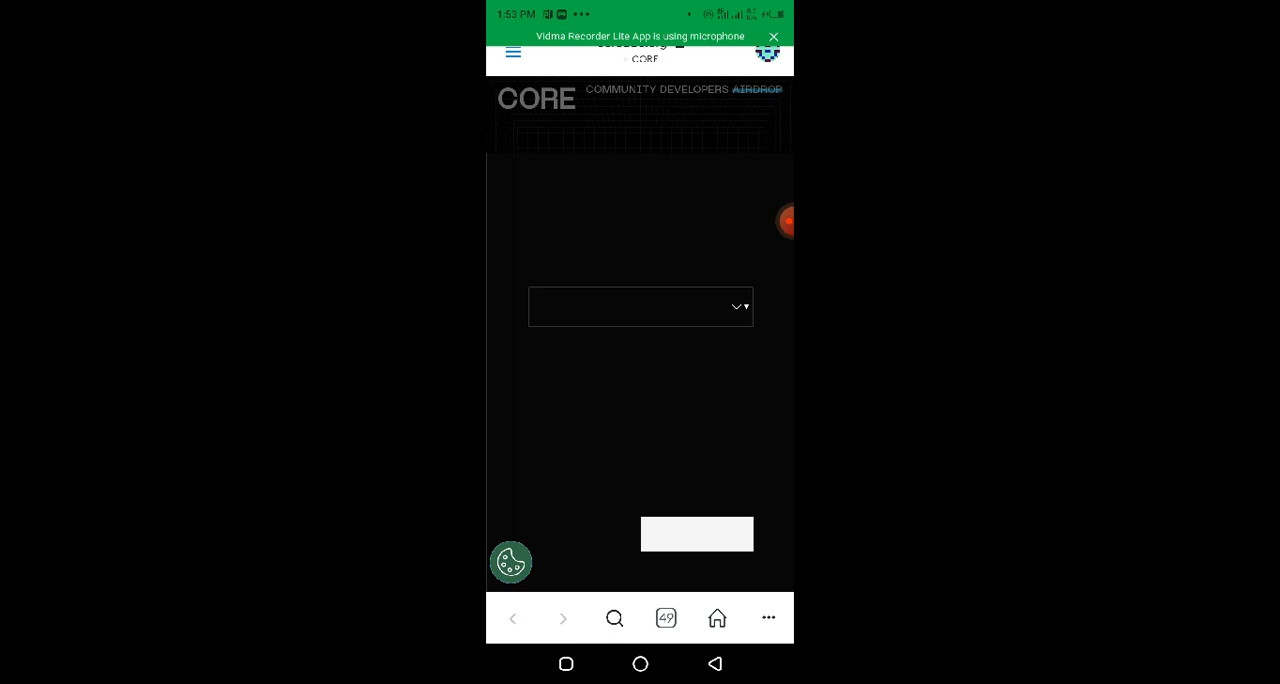 1:53 PM
Vidma Recorder Lite App is using microphone
CORE
CORE
COMMUNITY DEVELOPERS AIRDROP
49